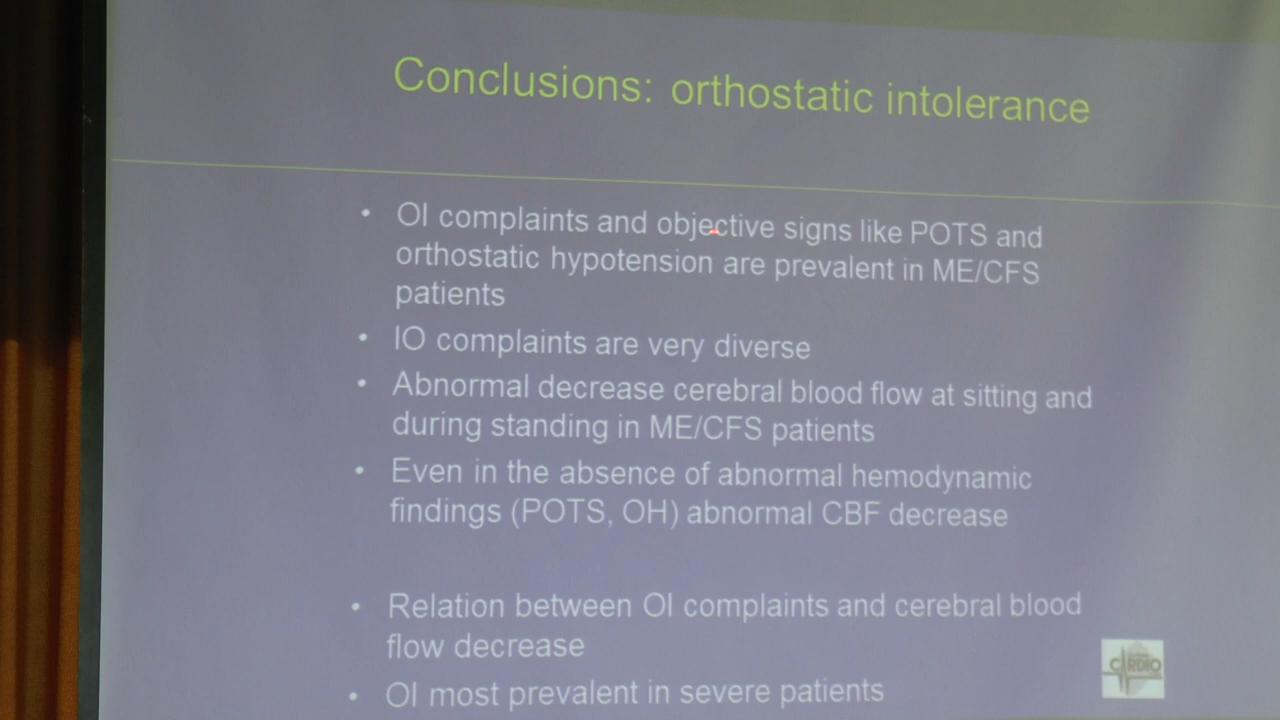 Conclusions: orthostatic intolerance
• OI complaints and objective signs like POTS and
orthostatic hypotension are prevalent in ME/CFS
patients
• IO complaints are very diverse
• Abnormal decrease cerebral blood flow at sitting and
during standing in ME/CFS patients
• Even in the absence of abnormal hemodynamic
findings (POTS, OH) abnormal CBF decrease
• Relation between OI complaints and cerebral blood
flow decrease
• OI most prevalent in severe patients
CARDIO